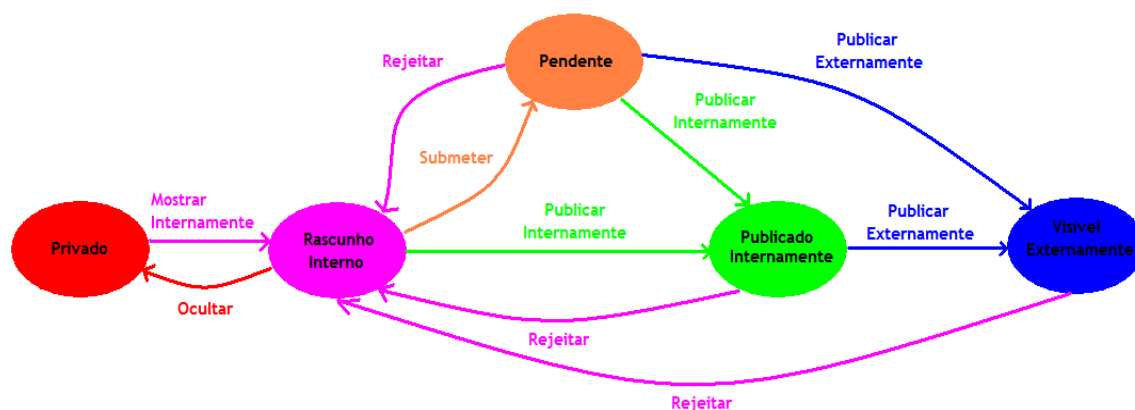 Publicar
Externamente
Rejeitar
Pendente
Publicar
Internamente
Submeter
Mostrar
Internamente
Privado
Rascunho
Interno
Publicar
Internamente
Publicado
Internamente
Publicar
Externamente
Visível
Externamente
Ocultar
Rejeitar
Rejeitar